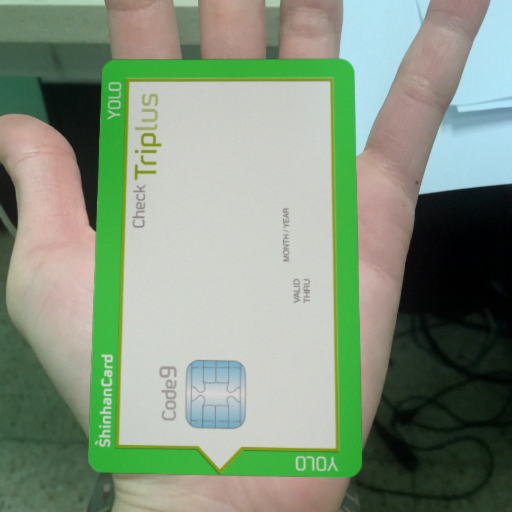 ShinhanCard
YOLO
Code9
Check Triplus
MONTH / YEAR
VALID
THRU
YOLO